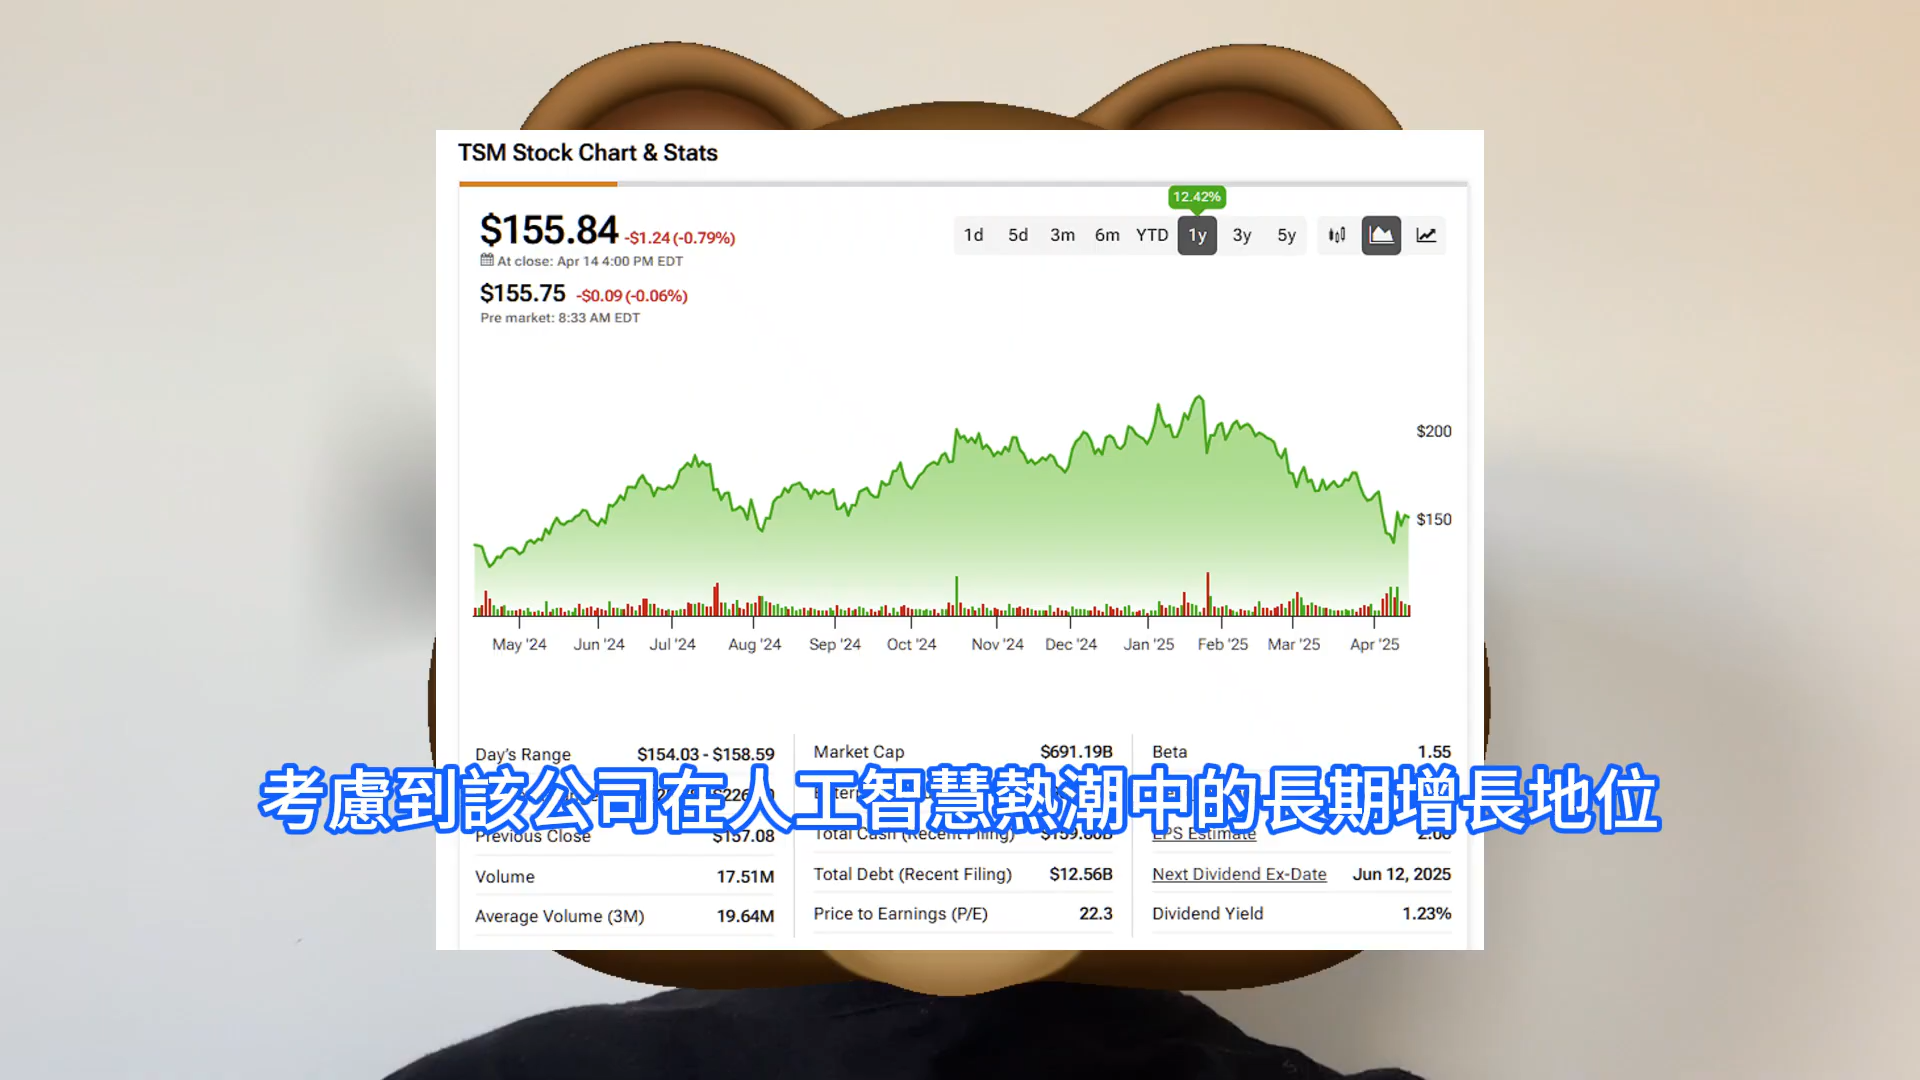 TSM Stock Chart & Stats
12.42%
$155.84 -$1.24 (-0.79%)
1d 5d 3m 6m YTD 1y 3y 5y
At close: Apr 14 4:00 PM EDT
$155.75 -$0.09 (-0.06%)
Pre market: 8:33 AM EDT
$200
$150
May '24 Jun '24 Jul '24 Aug '24 Sep '24 Oct '24 Nov '24 Dec '24 Jan '25 Feb '25 Mar '25 Apr '25
Day's Range $154.03 - $158.59
Market Cap $691.19B
Beta 1.55
考慮到該公司在人工智慧熱潮中的長期增長地位
Previous Close $157.08
Total Cash (Recent Filing)
EPS Estimate
Volume 17.51M
Total Debt (Recent Filing) $12.56B
Next Dividend Ex-Date Jun 12, 2025
Average Volume (3M) 19.64M
Price to Earnings (P/E) 22.3
Dividend Yield 1.23%